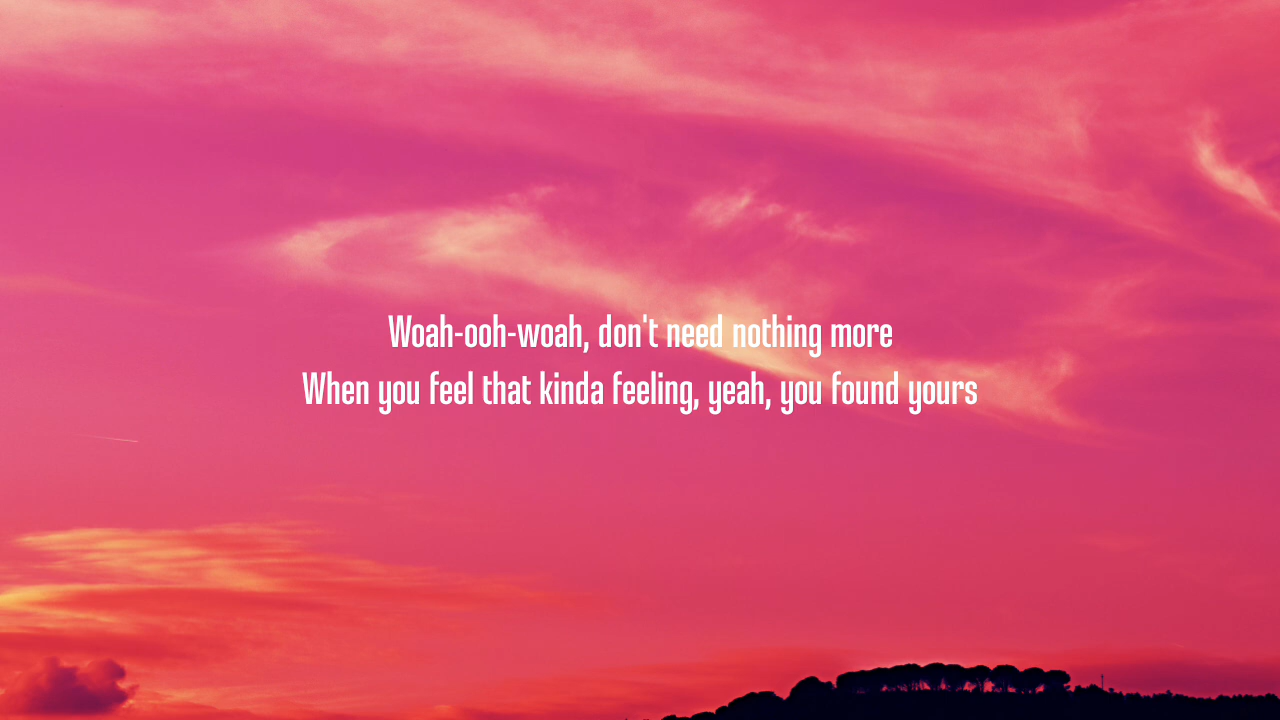 Woah-ooh-woah, don't need nothing more
When you feel that kinda feeling, yeah, you found yours